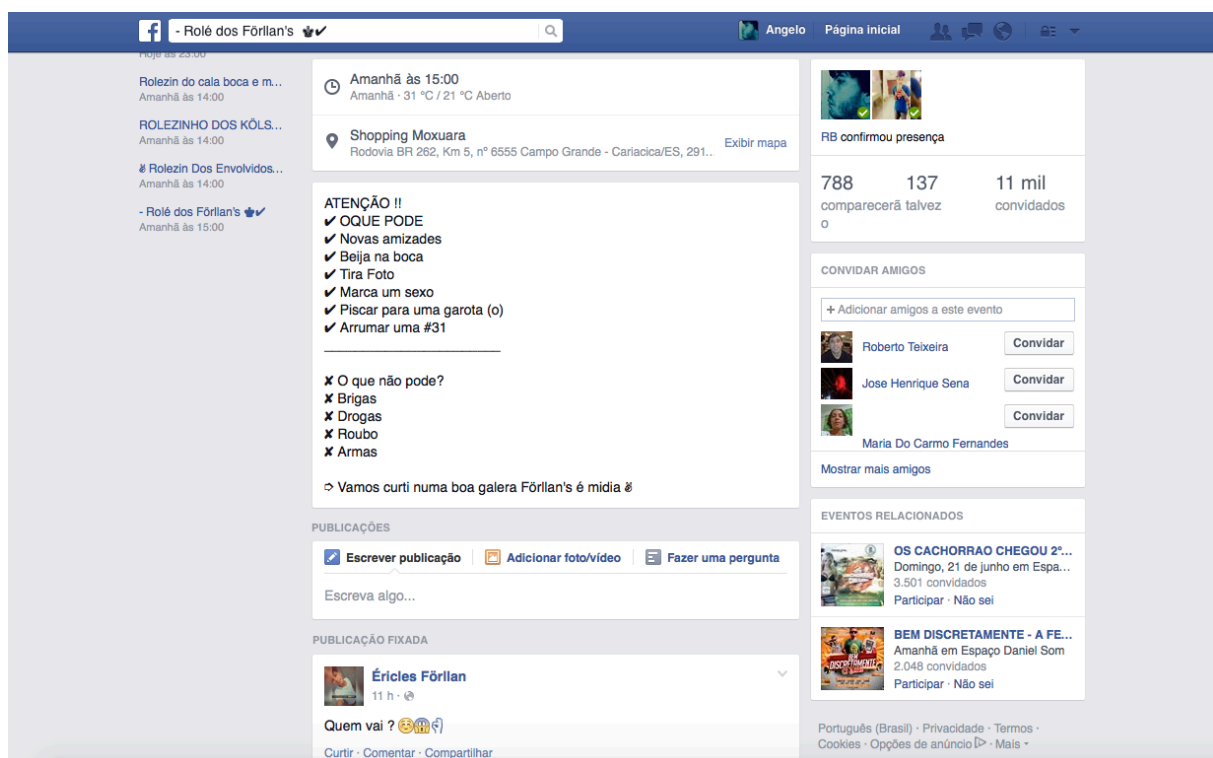 - Rolé dos Förllan's ♚✔
Angelo
Página inicial
Hoje às 23:00
Rolezin do cala boca e m...
Amanhã às 14:00
ROLEZINHO DOS KÖLS...
Amanhã às 14:00
✌ Rolezin Dos Envolvidos...
Amanhã às 14:00
- Rolé dos Förllan's ♚✔
Amanhã às 15:00
Amanhã às 15:00
Amanhã · 31 °C / 21 °C Aberto
Shopping Moxuara
Rodovia BR 262, Km 5, nº 6555 Campo Grande - Cariacica/ES, 291..
Exibir mapa
ATENÇÃO !!
✔ OQUE PODE
✔ Novas amizades
✔ Beija na boca
✔ Tira Foto
✔ Marca um sexo
✔ Piscar para uma garota (o)
✔ Arrumar uma #31
________________________
✘ O que não pode?
✘ Brigas
✘ Drogas
✘ Roubo
✘ Armas
➩ Vamos curti numa boa galera Förllan's é midia ✌
PUBLICAÇÕES
Escrever publicação
Adicionar foto/vídeo
Fazer uma pergunta
Escreva algo...
PUBLICAÇÃO FIXADA
Éricles Förllan
11 h ·
Quem vai ? ☺😱
Curtir · Comentar · Compartilhar
RB confirmou presença
788 137 11 mil
comparecerã talvez convidados
o
CONVIDAR AMIGOS
+ Adicionar amigos a este evento
Roberto Teixeira
Convidar
Jose Henrique Sena
Convidar
Convidar
Maria Do Carmo Fernandes
Mostrar mais amigos
EVENTOS RELACIONADOS
OS CACHORRAO CHEGOU 2º...
Domingo, 21 de junho em Espa...
3.501 convidados
Participar · Não sei
BEM DISCRETAMENTE - A FE...
Amanhã em Espaço Daniel Som
2.048 convidados
Participar · Não sei
BEM
DISCRETAMENTE
Português (Brasil) · Privacidade · Termos ·
Cookies · Opções de anúncio ▷ · Mais